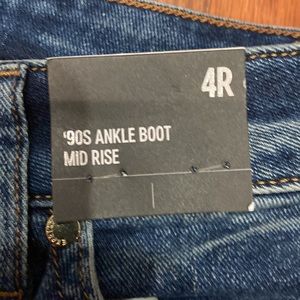 4R
'90S ANKLE BOOT
MID RISE